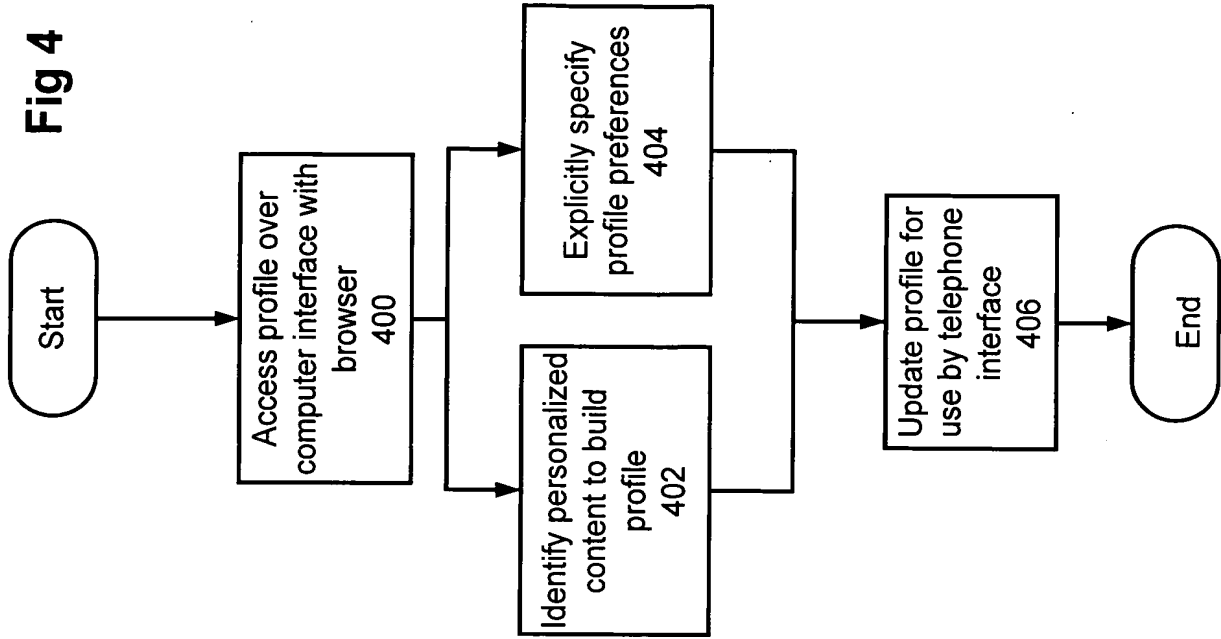 Fig 4
Start
Access profile over
computer interface with
browser
400
Identify personalized
content to build
profile
402
Explicitly specify
profile preferences
404
Update profile for
use by telephone
interface
406
End